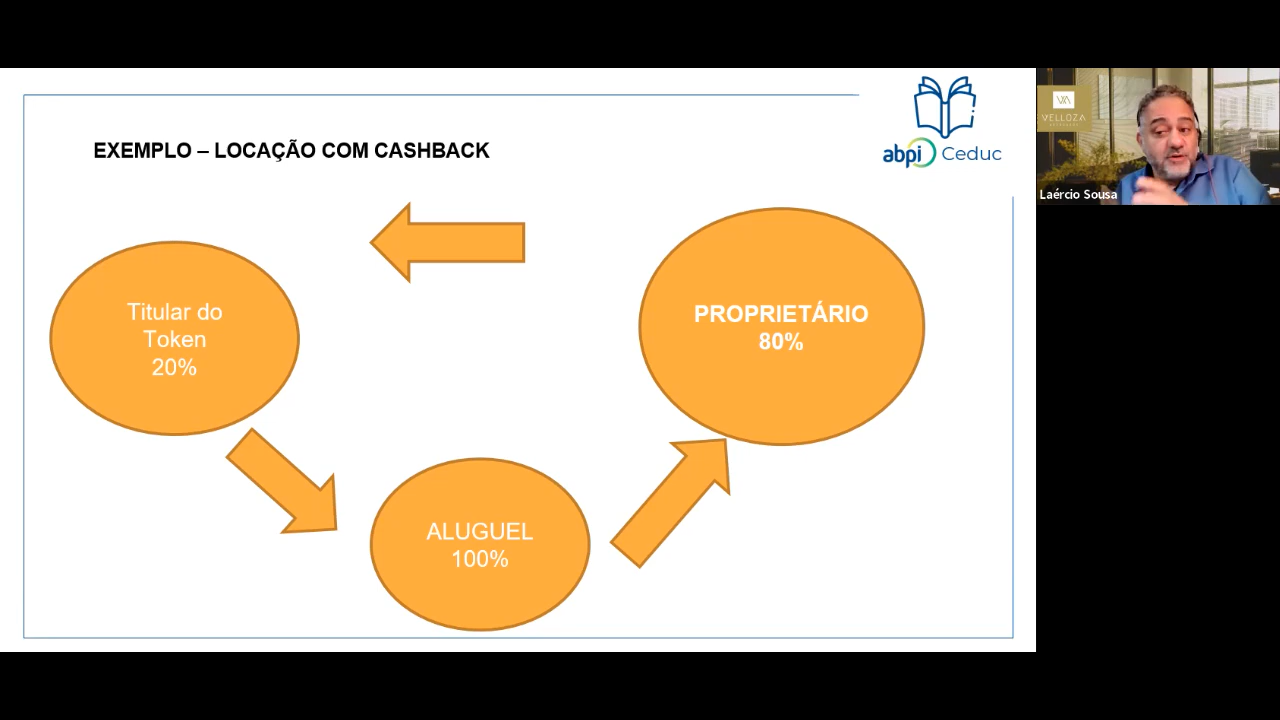 EXEMPLO – LOCAÇÃO COM CASHBACK
abpi Ceduc
Titular do
Token
20%
PROPRIETÁRIO
80%
ALUGUEL
100%
VELLOZA
Laércio Sousa